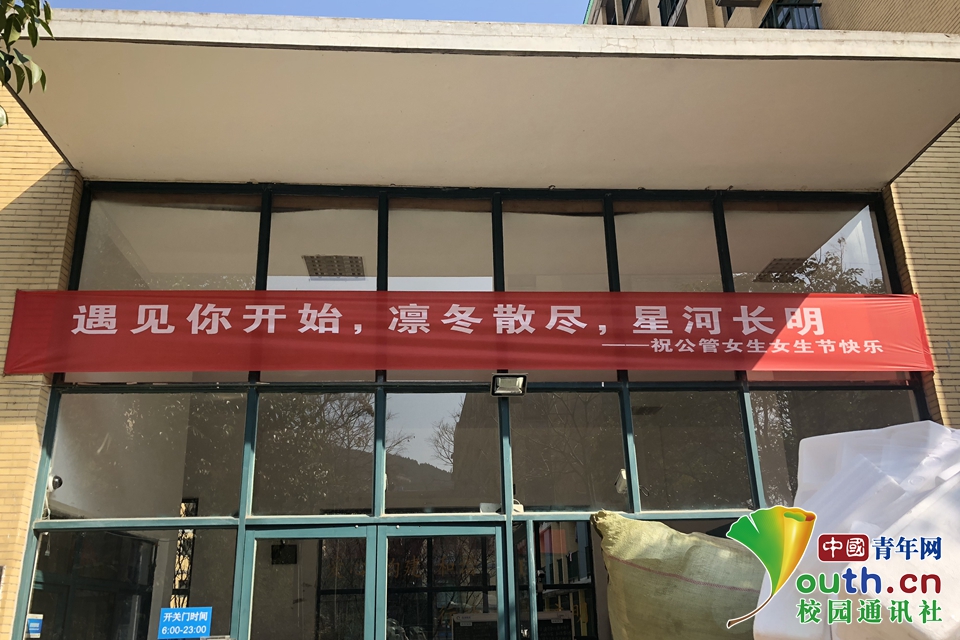 遇见你开始，凛冬散尽，星河长明
——祝公管女生女生节快乐
开关门时间
6:00-23:00
中國青年网
youth.cn
校园通讯社